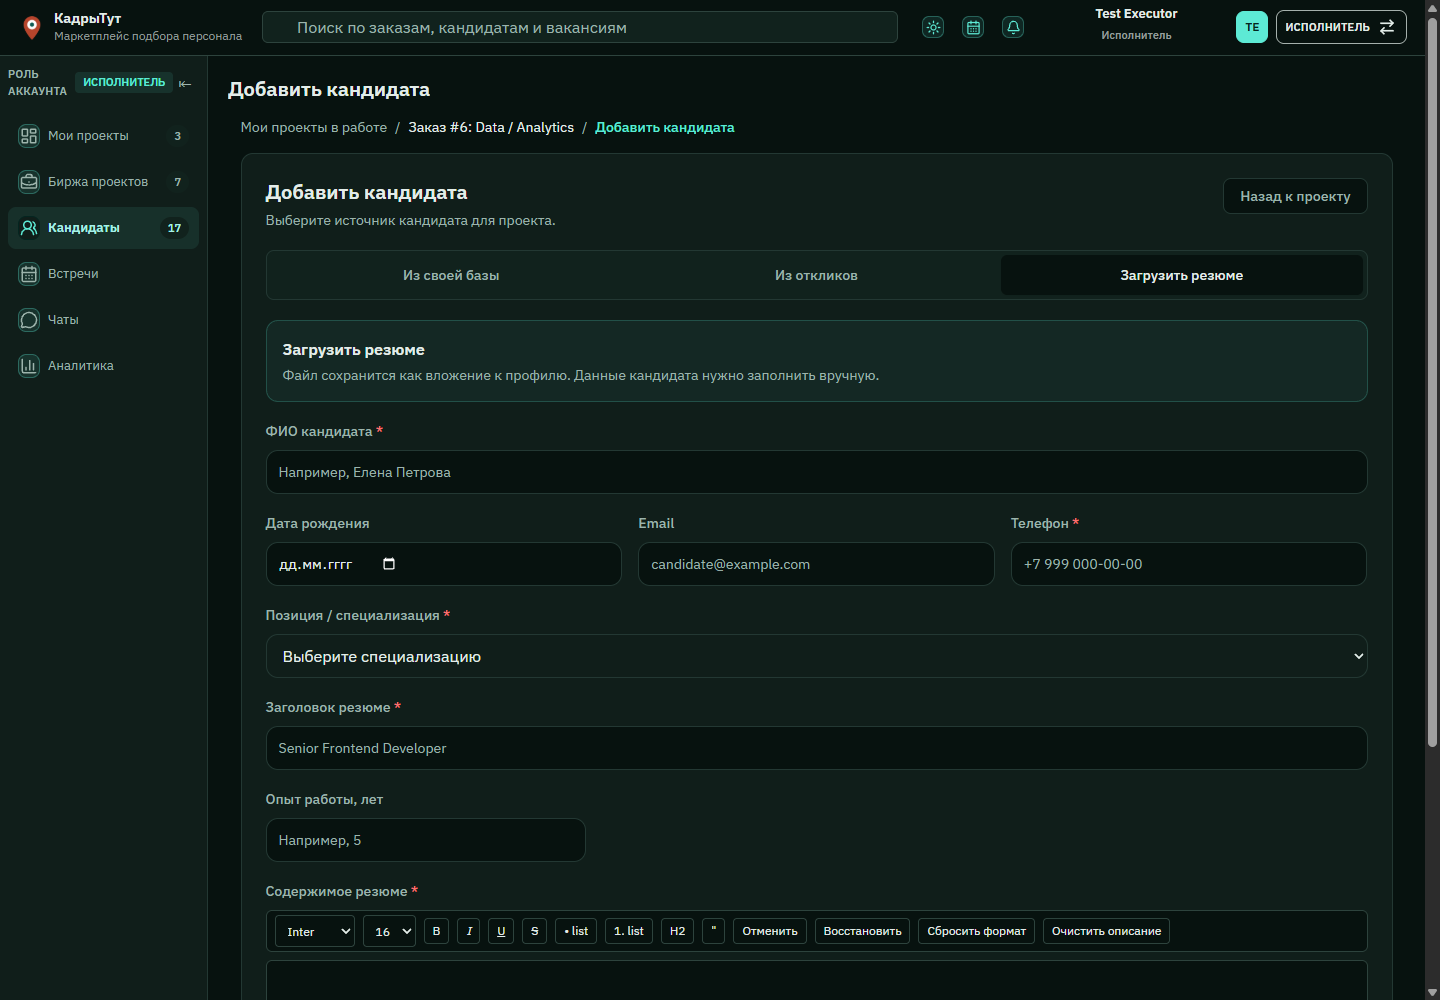 КадрыТут
Маркетплейс подбора персонала
Поиск по заказам, кандидатам и вакансиям
Test Executor
Исполнитель
TE
ИСПОЛНИТЕЛЬ
РОЛЬ АККАУНТА
ИСПОЛНИТЕЛЬ
Мои проекты 3
Биржа проектов 7
Кандидаты 17
Встречи
Чаты
Аналитика
Добавить кандидата
Мои проекты в работе / Заказ #6: Data / Analytics / Добавить кандидата
Добавить кандидата
Выберите источник кандидата для проекта.
Назад к проекту
Из своей базы
Из откликов
Загрузить резюме
Загрузить резюме
Файл сохранится как вложение к профилю. Данные кандидата нужно заполнить вручную.
ФИО кандидата *
Например, Елена Петрова
Дата рождения
Email
Телефон *
дд.мм.гггг
candidate@example.com
+7 999 000-00-00
Позиция / специализация *
Выберите специализацию
Заголовок резюме *
Senior Frontend Developer
Опыт работы, лет
Например, 5
Содержимое резюме *
Inter 16 B I U S • list 1. list H2 " Отменить Восстановить Сбросить формат Очистить описание